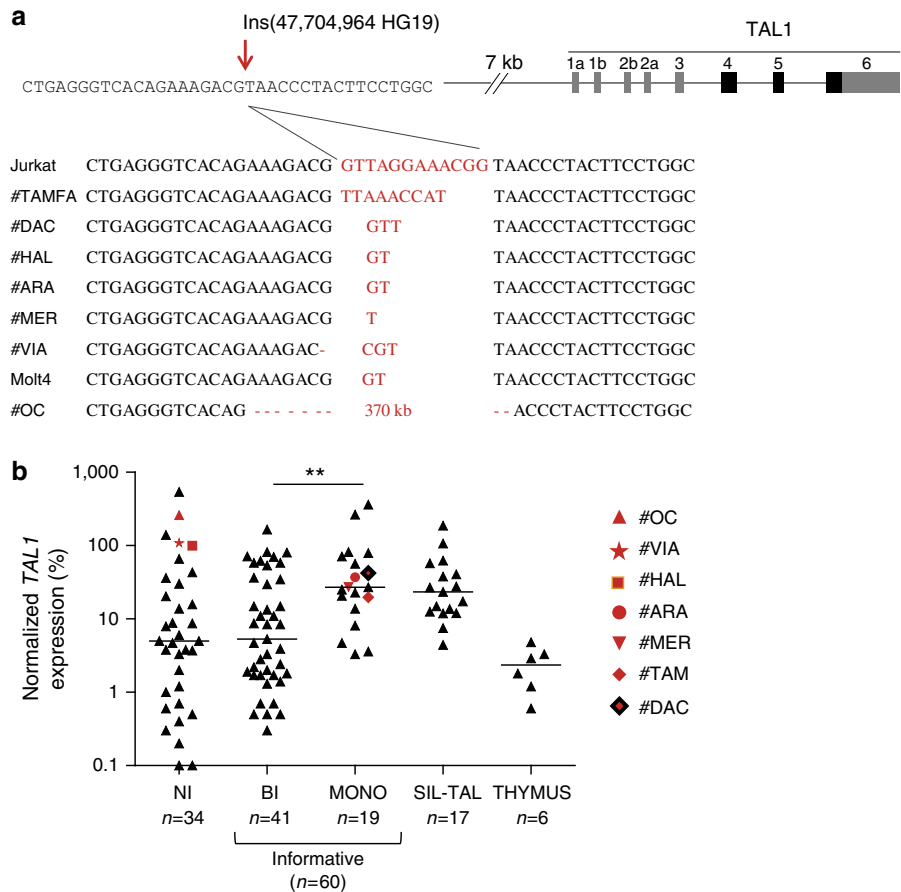 a
Ins(47,704,964 HG19)
TAL1
7 kb
1a 1b 2b 2a 3 4 5 6
CTGAGGGTCACAGAAAGACGTAACCCTACTTCCTGGC
Jurkat CTGAGGGTCACAGAAAGACG GTTAGGAAACGG TAACCCTACTTCCTGGC
#TAMFA CTGAGGGTCACAGAAAGACG TTAAACCAT TAACCCTACTTCCTGGC
#DAC CTGAGGGTCACAGAAAGACG GTT TAACCCTACTTCCTGGC
#HAL CTGAGGGTCACAGAAAGACG GT TAACCCTACTTCCTGGC
#ARA CTGAGGGTCACAGAAAGACG GT TAACCCTACTTCCTGGC
#MER CTGAGGGTCACAGAAAGACG T TAACCCTACTTCCTGGC
#VIA CTGAGGGTCACAGAAAGAC- CGT TAACCCTACTTCCTGGC
Molt4 CTGAGGGTCACAGAAAGACG GT TAACCCTACTTCCTGGC
#OC CTGAGGGTCACAG - - - - - - - 370 kb - - ACCCTACTTCCTGGC
b
Normalized TAL1
expression (%)
1,000
100
10
1
0.1
**
#OC
#VIA
#HAL
#ARA
#MER
#TAM
#DAC
NI BI MONO SIL-TAL THYMUS
n=34 n=41 n=19 n=17 n=6
Informative
(n=60)